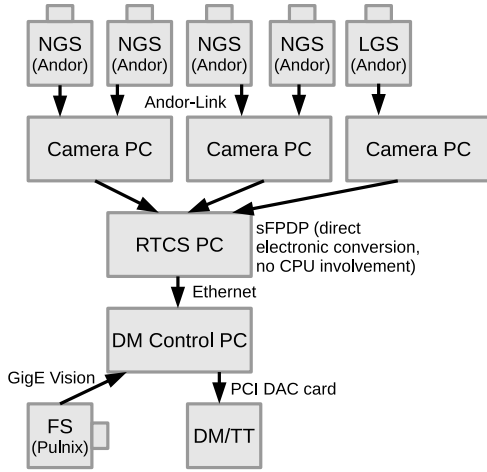 NGS
(Andor)
NGS
(Andor)
NGS
(Andor)
NGS
(Andor)
LGS
(Andor)
Andor-Link
Camera PC
Camera PC
Camera PC
RTCS PC
sFPDP (direct
electronic conversion,
no CPU involvement)
Ethernet
DM Control PC
GigE Vision
PCI DAC card
FS
(Pulnix)
DM/TT